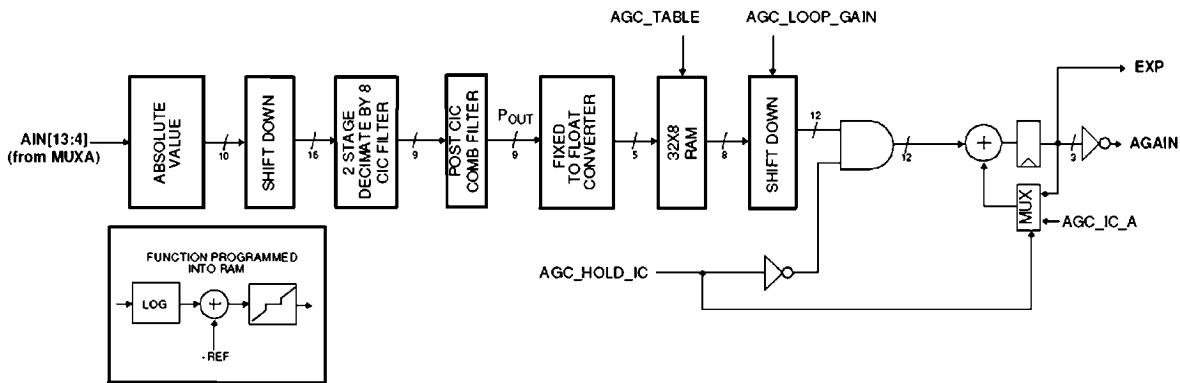 AGC_TABLE
AGC_LOOP_GAIN
EXP
AIN[13:4]
(from MUXA)
ABSOLUTE
VALUE
10
SHIFT DOWN
16
2 STAGE
DECIMATE BY 8
CIC FILTER
9
POST CIC
COMB FILTER
POUT
9
FIXED
TO FLOAT
CONVERTER
5
32X8
RAM
8
SHIFT DOWN
12
12
+
3
AGAIN
MUX
AGC_IC_A
AGC_HOLD_IC
FUNCTION PROGRAMMED
INTO RAM
LOG
+
-REF